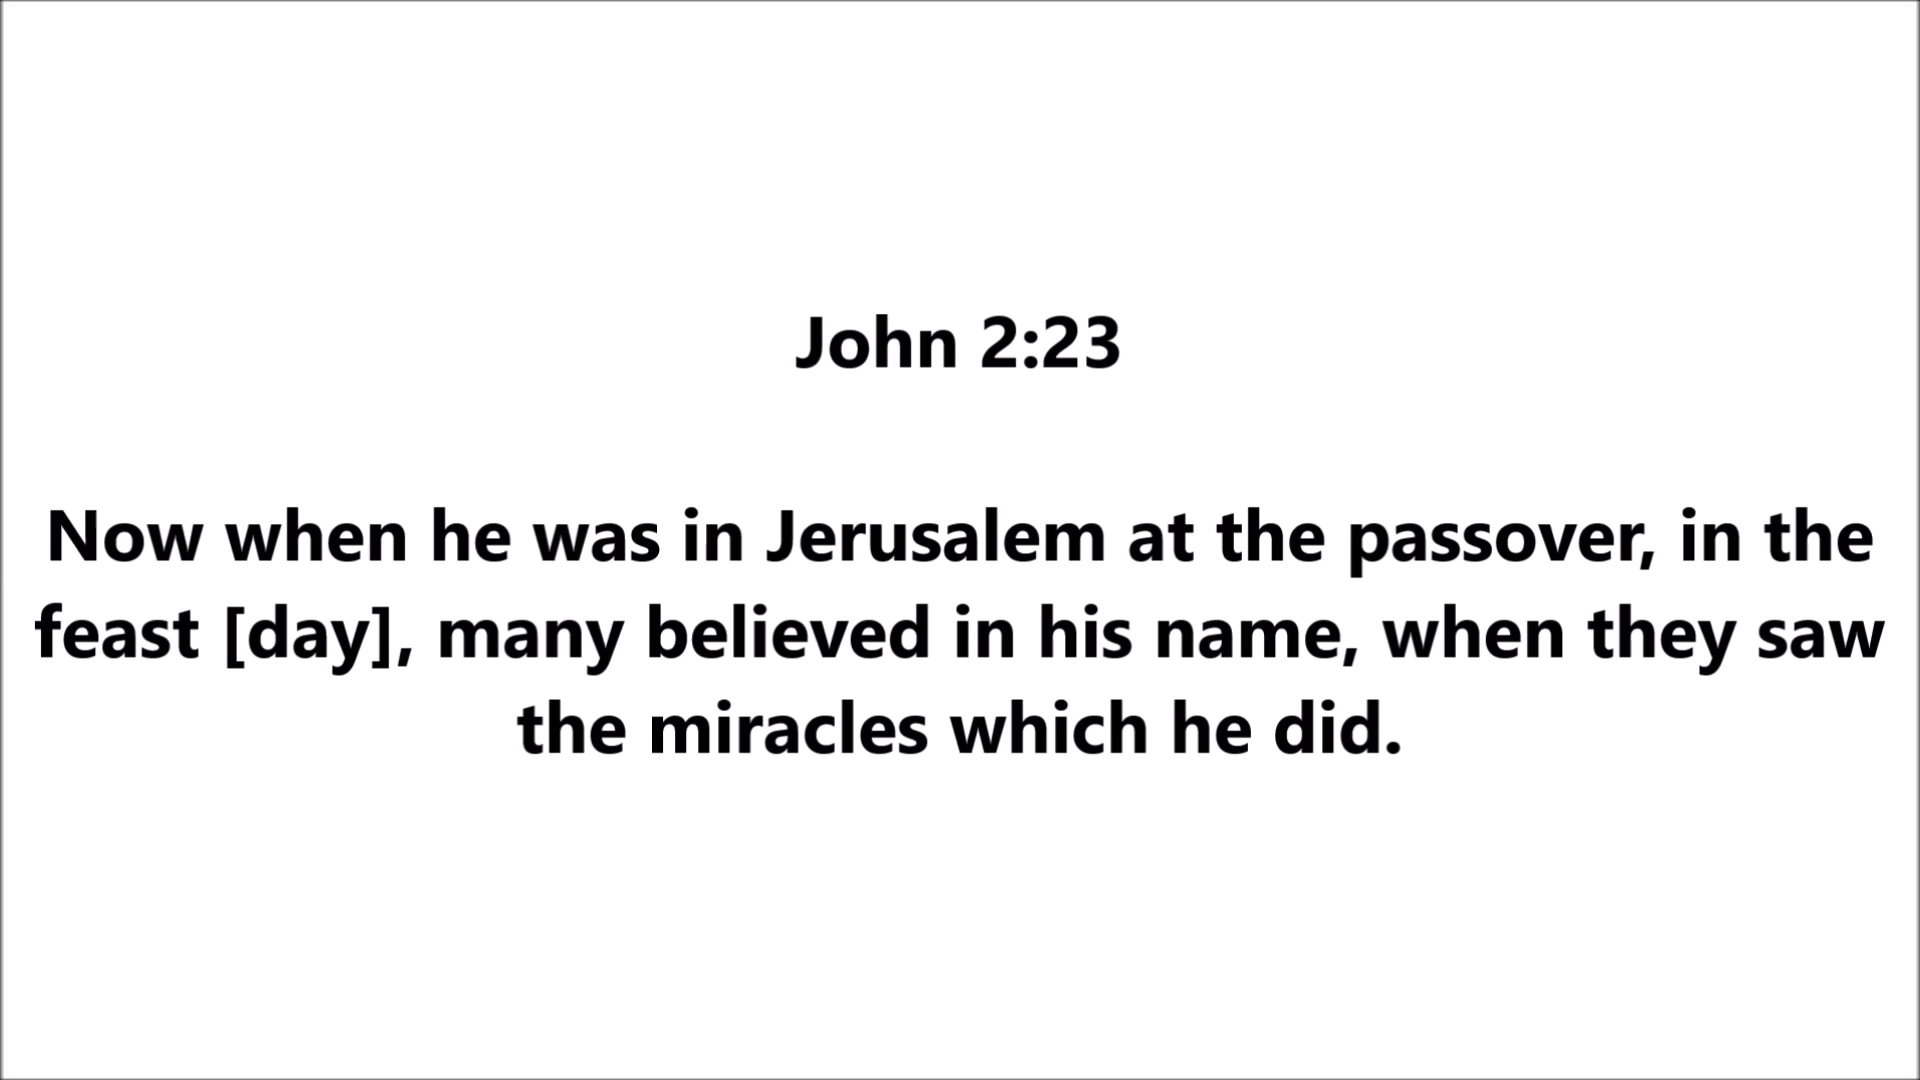 John 2:23
Now when he was in Jerusalem at the passover, in the
feast [day], many believed in his name, when they saw
the miracles which he did.